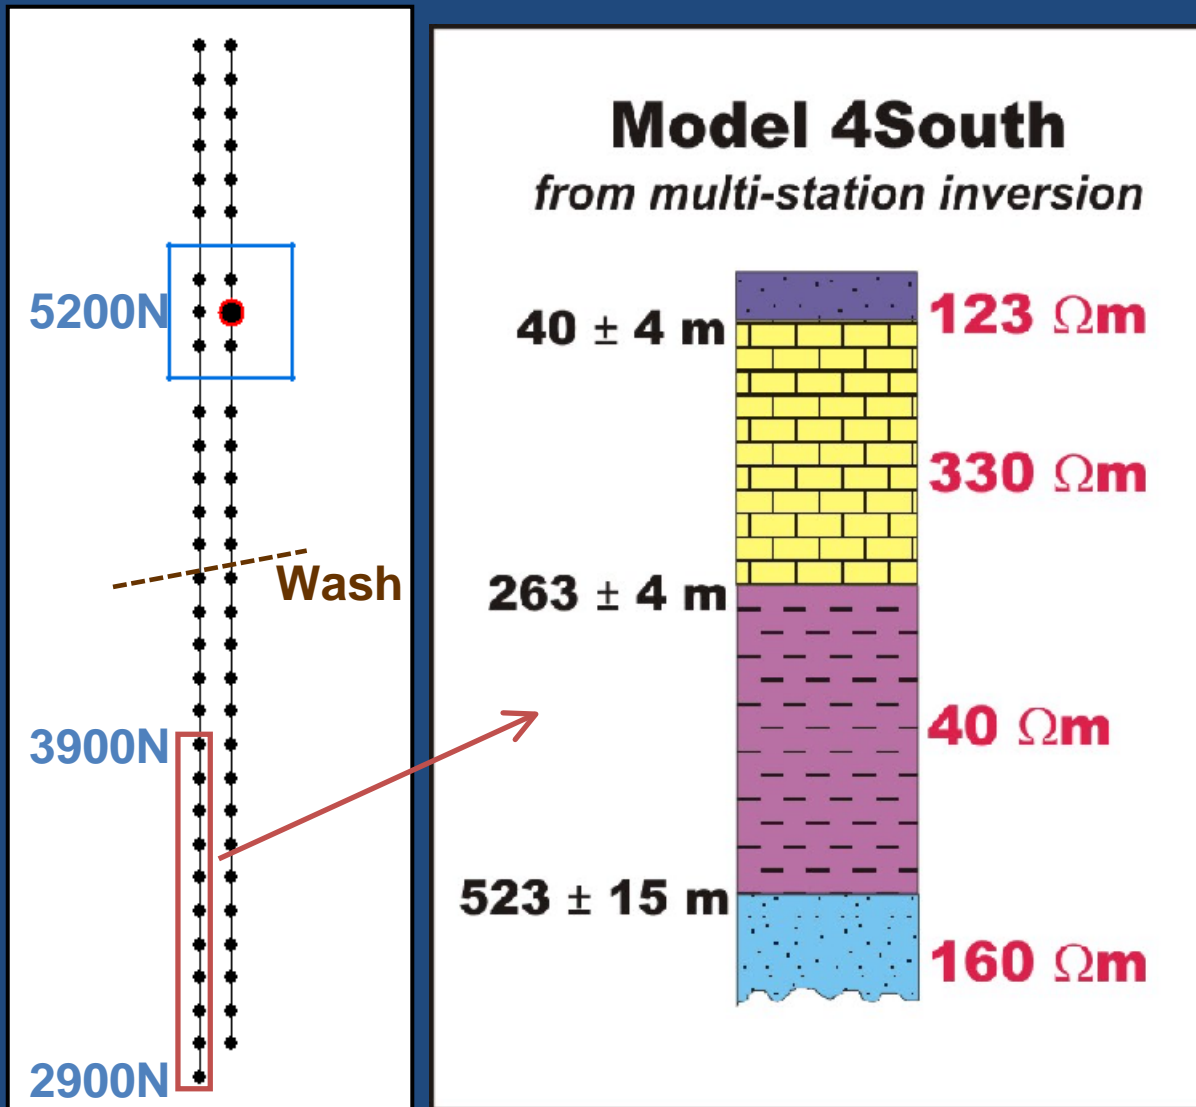 5200N
Wash
3900N
2900N
Model 4South
from multi-station inversion
123 Ωm
40 ± 4 m
330 Ωm
263 ± 4 m
40 Ωm
523 ± 15 m
160 Ωm